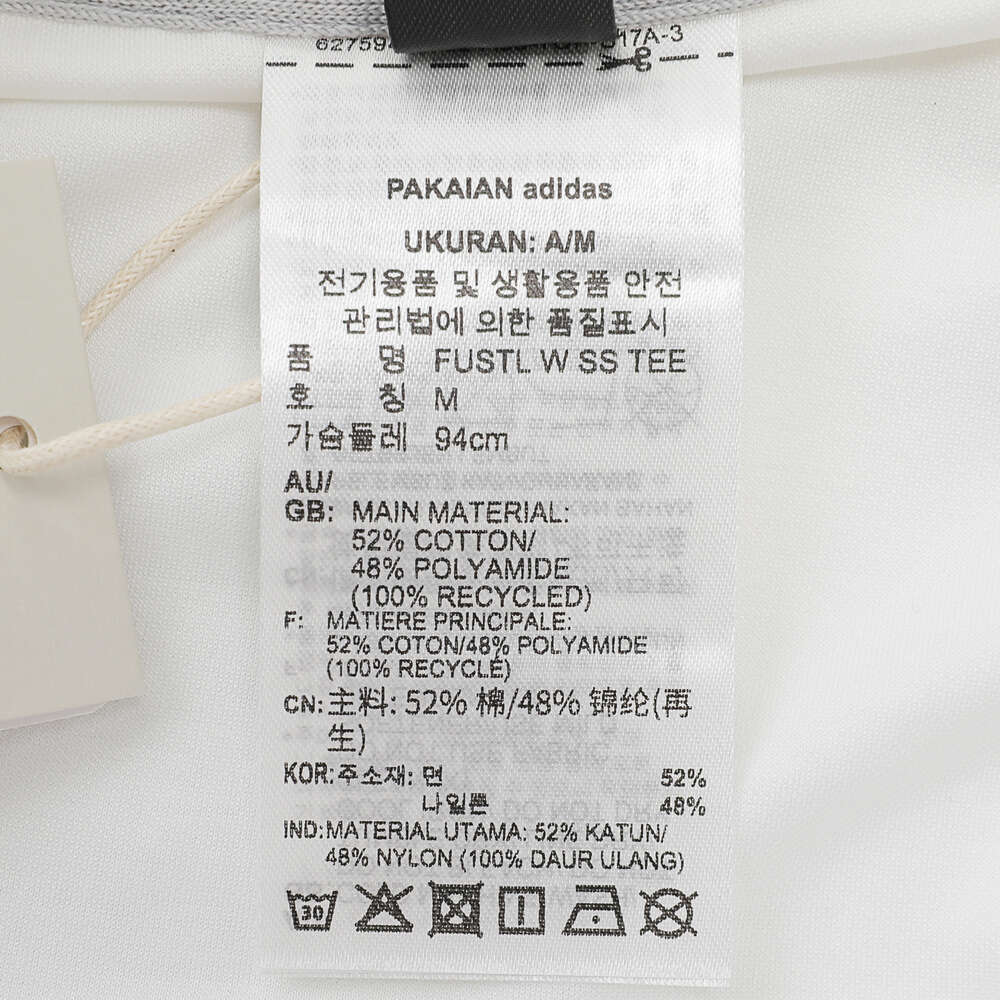 PAKAIAN adidas
UKURAN: A/M
전기용품 및 생활용품 안전
관리법에 의한 품질표시
품 명 FUSTL W SS TEE
호 칭 M
가슴둘레 94cm
AU/
GB: MAIN MATERIAL:
52% COTTON/
48% POLYAMIDE
(100% RECYCLED)
F: MATIERE PRINCIPALE:
52% COTON/48% POLYAMIDE
(100% RECYCLÉ)
CN: 主料: 52% 棉/48% 锦纶(再
生)
KOR: 주소재: 면 52%
나일론 48%
IND: MATERIAL UTAMA: 52% KATUN/
48% NYLON (100% DAUR ULANG)
30